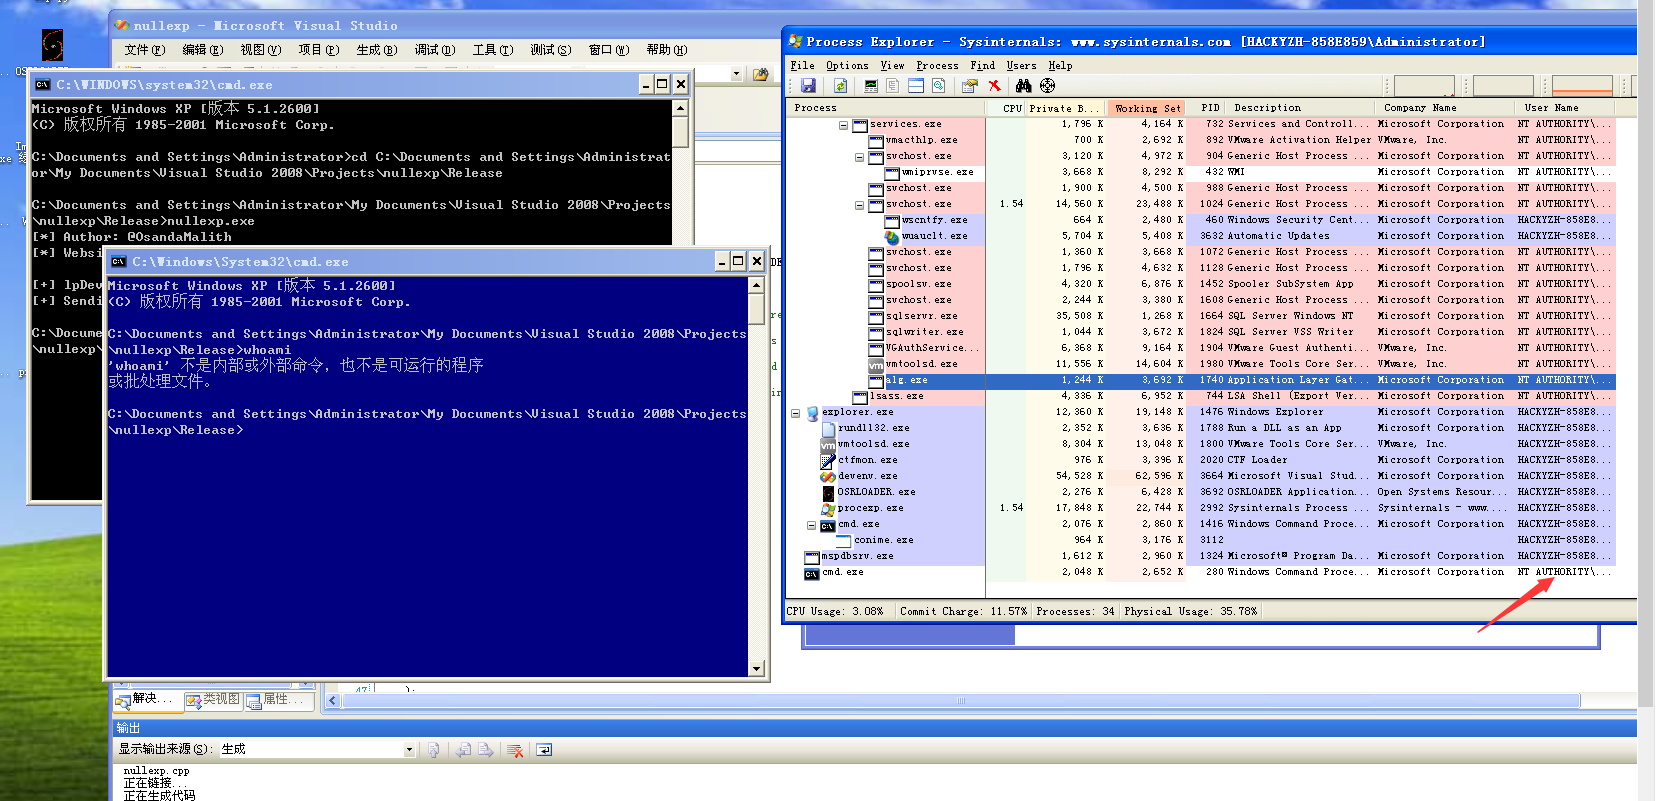 nullexp - Microsoft Visual Studio
文件(F) 编辑(E) 视图(V) 项目(P) 生成(B) 调试(D) 工具(T) 测试(S) 窗口(W) 帮助(H)
C:\WINDOWS\system32\cmd.exe
Microsoft Windows XP [版本 5.1.2600]
(C) 版权所有 1985-2001 Microsoft Corp.
C:\Documents and Settings\Administrator>cd C:\Documents and Settings\Administrat
or\My Documents\Visual Studio 2008\Projects\nullexp\Release
C:\Documents and Settings\Administrator\My Documents\Visual Studio 2008\Projects
\nullexp\Release>nullexp.exe
[*] Author: @OsandaMalith
[*] Websi
[+] lpDev
[+] Sendi
C:\Docume
\nullexp\
C:\Windows\System32\cmd.exe
Microsoft Windows XP [版本 5.1.2600]
(C) 版权所有 1985-2001 Microsoft Corp.
C:\Documents and Settings\Administrator\My Documents\Visual Studio 2008\Projects
\nullexp\Release>whoami
'whoami' 不是内部或外部命令，也不是可运行的程序
或批处理文件。
C:\Documents and Settings\Administrator\My Documents\Visual Studio 2008\Projects
\nullexp\Release>
Process Explorer - Sysinternals: www.sysinternals.com [HACKYZH-858E859\Administrator]
File Options View Process Find Users Help
Process CPU Private B... Working Set PID Description Company Name User Name
services.exe 1,796 K 4,164 K 732 Services and Controll... Microsoft Corporation NT AUTHORITY\...
vmacthlp.exe 700 K 2,692 K 892 VMware Activation Helper VMware, Inc. NT AUTHORITY\...
svchost.exe 3,120 K 4,972 K 904 Generic Host Process ... Microsoft Corporation NT AUTHORITY\...
wmiprvse.exe 3,668 K 8,292 K 432 WMI Microsoft Corporation NT AUTHORITY\...
svchost.exe 1,900 K 4,500 K 988 Generic Host Process ... Microsoft Corporation NT AUTHORITY\...
svchost.exe 1.54 14,560 K 23,488 K 1024 Generic Host Process ... Microsoft Corporation NT AUTHORITY\...
wscntfy.exe 664 K 2,480 K 460 Windows Security Cent... Microsoft Corporation HACKYZH-858E8...
wuauclt.exe 5,704 K 5,408 K 3632 Automatic Updates Microsoft Corporation HACKYZH-858E8...
svchost.exe 1,360 K 3,668 K 1072 Generic Host Process ... Microsoft Corporation NT AUTHORITY\...
svchost.exe 1,796 K 4,632 K 1128 Generic Host Process ... Microsoft Corporation NT AUTHORITY\...
spoolsv.exe 4,320 K 6,876 K 1452 Spooler SubSystem App Microsoft Corporation NT AUTHORITY\...
svchost.exe 2,244 K 3,380 K 1608 Generic Host Process ... Microsoft Corporation NT AUTHORITY\...
sqlservr.exe 35,508 K 1,268 K 1664 SQL Server Windows NT Microsoft Corporation NT AUTHORITY\...
sqlwriter.exe 1,044 K 3,672 K 1824 SQL Server VSS Writer Microsoft Corporation NT AUTHORITY\...
VGAuthService... 6,368 K 9,164 K 1904 VMware Guest Authenti... VMware, Inc. NT AUTHORITY\...
vmtoolsd.exe 11,556 K 14,604 K 1980 VMware Tools Core Ser... VMware, Inc. NT AUTHORITY\...
alg.exe 1,244 K 3,692 K 1740 Application Layer Gat... Microsoft Corporation NT AUTHORITY\...
lsass.exe 4,336 K 6,952 K 744 LSA Shell (Export Ver... Microsoft Corporation NT AUTHORITY\...
explorer.exe 12,360 K 19,148 K 1476 Windows Explorer Microsoft Corporation HACKYZH-858E8...
rundll32.exe 2,352 K 3,636 K 1788 Run a DLL as an App Microsoft Corporation HACKYZH-858E8...
vmtoolsd.exe 8,304 K 13,048 K 1800 VMware Tools Core Ser... VMware, Inc. HACKYZH-858E8...
ctfmon.exe 976 K 3,396 K 2020 CTF Loader Microsoft Corporation HACKYZH-858E8...
devenv.exe 54,528 K 62,596 K 3664 Microsoft Visual Stud... Microsoft Corporation HACKYZH-858E8...
OSRLOADER.exe 2,276 K 6,428 K 3692 OSRLOADER Application... Open Systems Resour... HACKYZH-858E8...
procexp.exe 1.54 17,848 K 22,744 K 2992 Sysinternals Process ... Sysinternals - www.... HACKYZH-858E8...
cmd.exe 2,076 K 2,860 K 1416 Windows Command Proce... Microsoft Corporation HACKYZH-858E8...
conime.exe 964 K 3,176 K 3112 HACKYZH-858E8...
mspdbsrv.exe 1,612 K 2,960 K 1324 Microsoft® Program Da... Microsoft Corporation HACKYZH-858E8...
cmd.exe 2,048 K 2,652 K 280 Windows Command Proce... Microsoft Corporation NT AUTHORITY\...
CPU Usage: 3.08% Commit Charge: 11.57% Processes: 34 Physical Usage: 35.78%
解决... 类视图 属性...
输出
显示输出来源(S): 生成
nullexp.cpp
正在链接...
正在生成代码